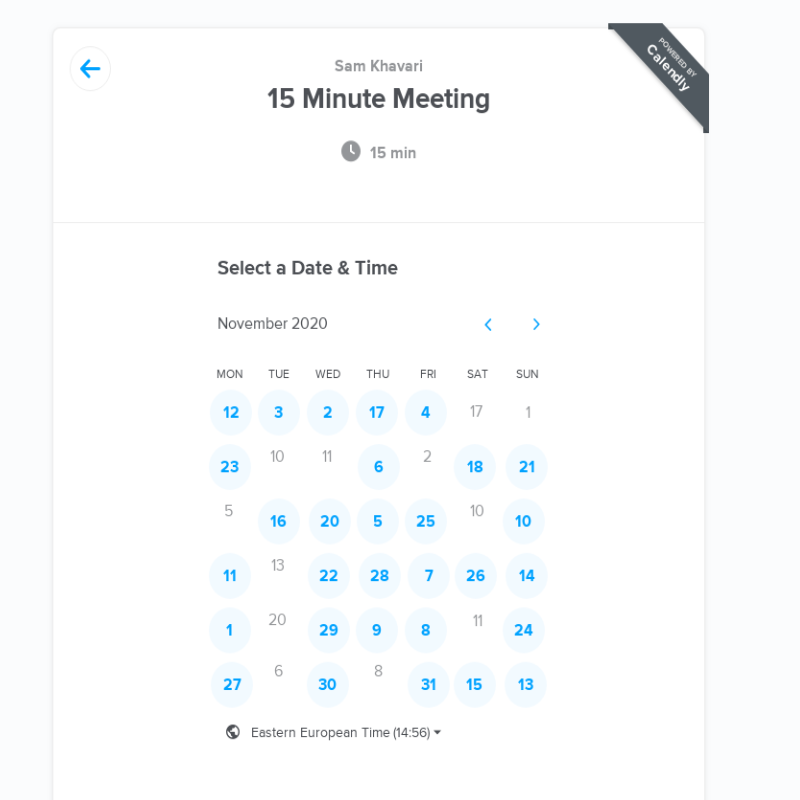 Sam Khavari
POWERED BY
Calendly
15 Minute Meeting
15 min
Select a Date & Time
November 2020
MON TUE WED THU FRI SAT SUN
12 3 2 17 4 17 1
23 10 11 6 2 18 21
5 16 20 5 25 10 10
11 13 22 28 7 26 14
1 20 29 9 8 11 24
27 6 30 8 31 15 13
Eastern European Time (14:56)